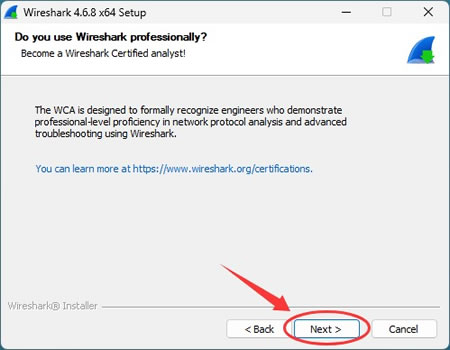 Wireshark 4.6.8 x64 Setup
Do you use Wireshark professionally?
Become a Wireshark Certified analyst!
The WCA is designed to formally recognize engineers who demonstrate
professional-level proficiency in network protocol analysis and advanced
troubleshooting using Wireshark.
You can learn more at https://www.wireshark.org/certifications.
Wireshark® Installer
< Back
Next >
Cancel